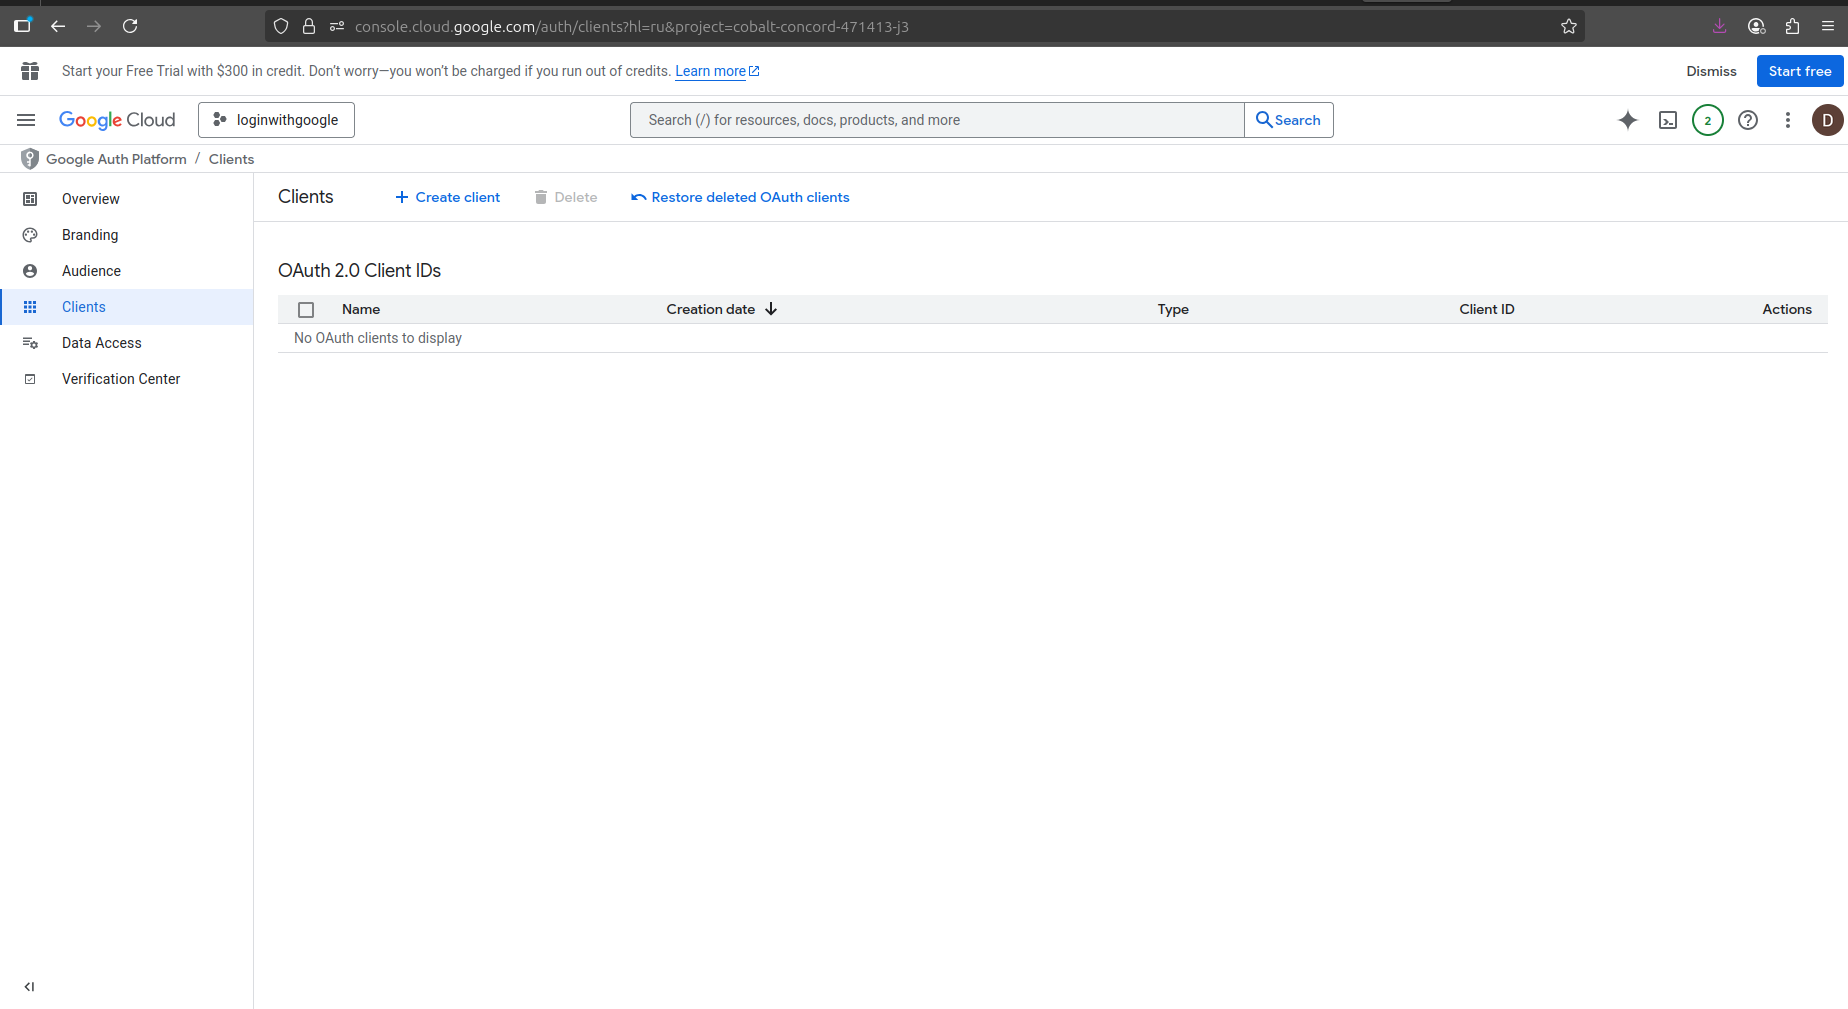 console.cloud.google.com/auth/clients?hl=ru&project=cobalt-concord-471413-j3
Start your Free Trial with $300 in credit. Don’t worry—you won’t be charged if you run out of credits. Learn more
Dismiss
Start free
Google Cloud
loginwithgoogle
Search (/) for resources, docs, products, and more
Search
2
D
Google Auth Platform / Clients
Overview
Branding
Audience
Clients
Data Access
Verification Center
Clients
Create client
Delete
Restore deleted OAuth clients
OAuth 2.0 Client IDs
Name
Creation date
Type
Client ID
Actions
No OAuth clients to display